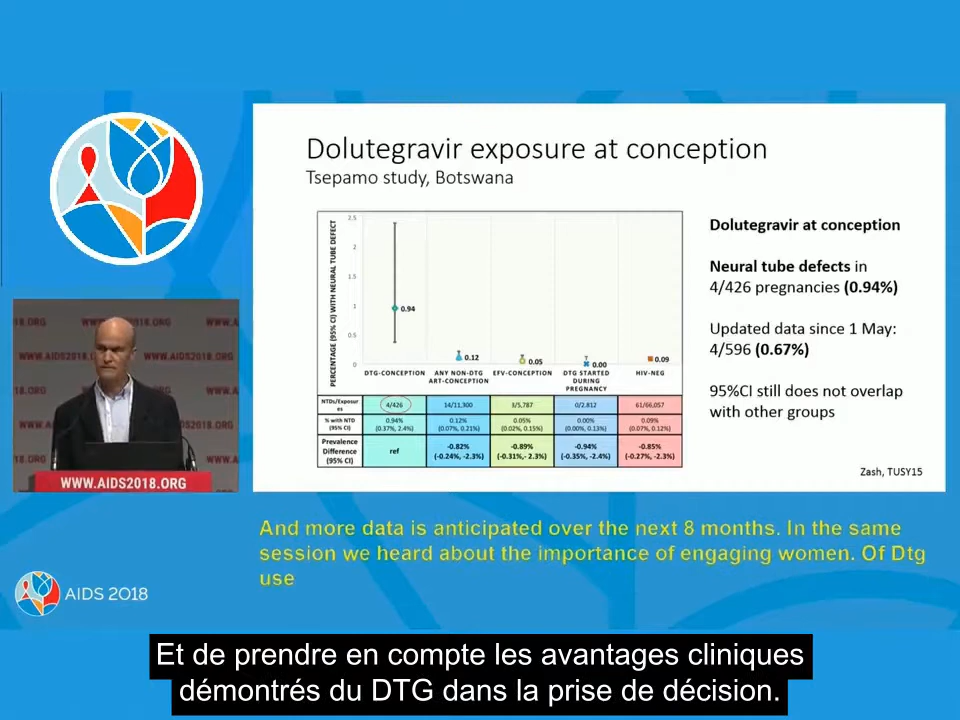 Dolutegravir exposure at conception
Tsepamo study, Botswana
PERCENTAGE (95% CI) WITH NEURAL TUBE DEFECT
2.5
2
1.5
1
0.5
0
0.94
0.12
0.05
0.00
0.09
DTG-CONCEPTION
ANY NON-DTG
ART-CONCEPTION
EFV-CONCEPTION
DTG STARTED
DURING
PREGNANCY
HIV-NEG
NTDs/Exposur
es
4/426
14/11,300
3/5,787
0/2,812
61/66,057
% with NTD
(95% CI)
0.94%
(0.37%, 2.4%)
0.12%
(0.07%, 0.21%)
0.05%
(0.02%, 0.15%)
0.00%
(0.00%, 0.13%)
0.09%
(0.07%, 0.12%)
Prevalence
Difference
(95% CI)
ref
-0.82%
(-0.24%, -2.3%)
-0.89%
(-0.31%,- 2.3%)
-0.94%
(-0.35%, -2.4%)
-0.85%
(-0.27%, -2.3%)
Dolutegravir at conception
Neural tube defects in
4/426 pregnancies (0.94%)
Updated data since 1 May:
4/596 (0.67%)
95%CI still does not overlap
with other groups
Zash, TUSY15
WWW.AIDS2018.ORG
And more data is anticipated over the next 8 months. In the same
session we heard about the importance of engaging women. Of Dtg
use
AIDS 2018
Et de prendre en compte les avantages cliniques
démontrés du DTG dans la prise de décision.